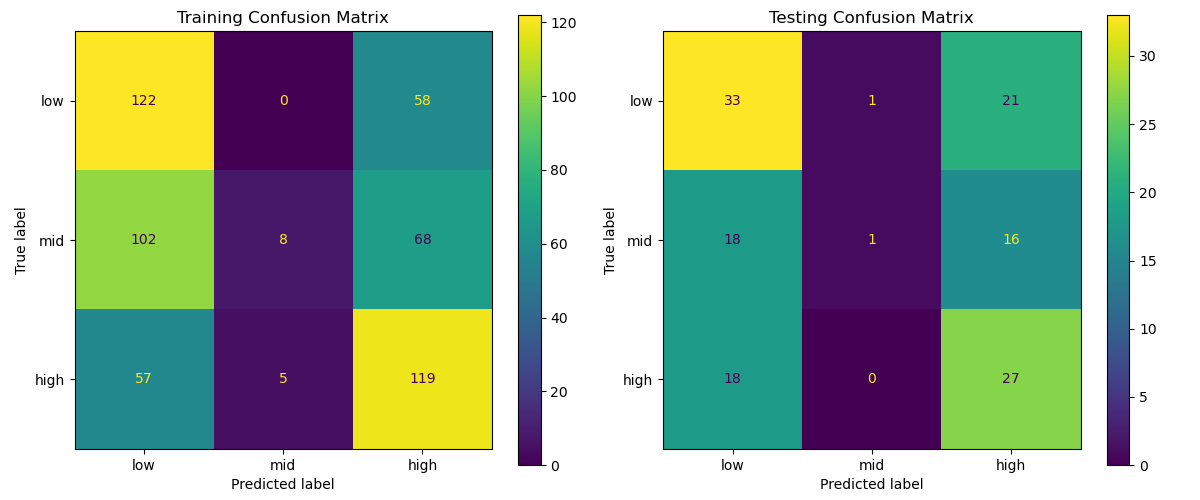 Training Confusion Matrix
low 122 0 58
mid 102 8 68
high 57 5 119
low mid high
Predicted label
True label
120
100
80
60
40
20
0
Testing Confusion Matrix
low 33 1 21
mid 18 1 16
high 18 0 27
low mid high
Predicted label
True label
30
25
20
15
10
5
0